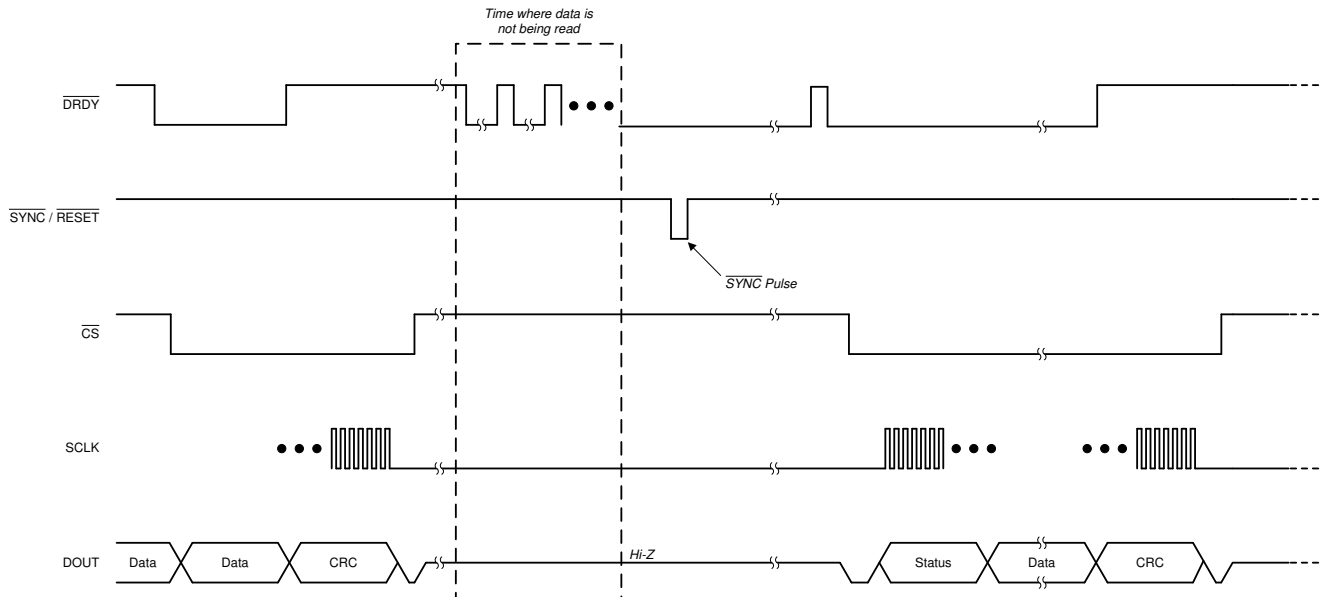 Time where data is
not being read
DRDY
SYNC / RESET
SYNC Pulse
CS
SCLK
DOUT
Data
Data
CRC
Hi-Z
Status
Data
CRC